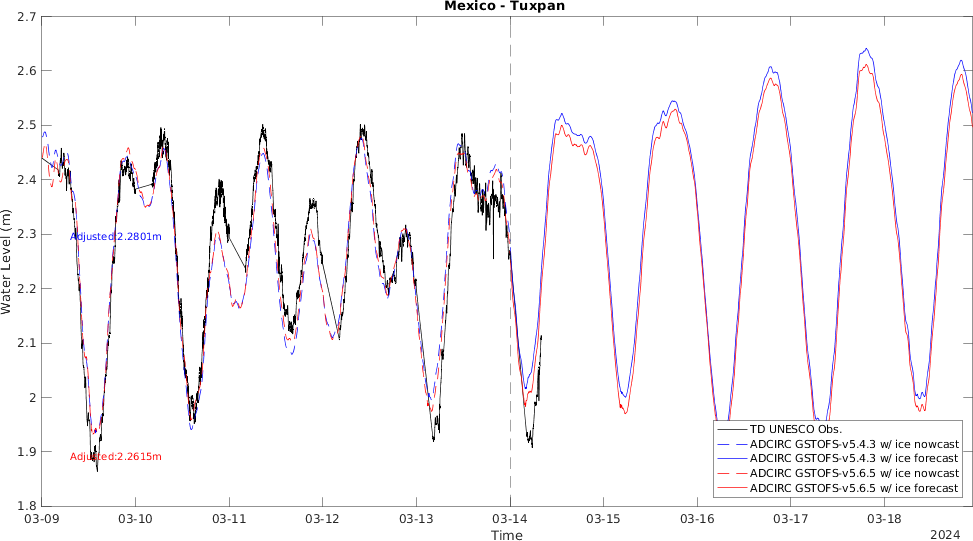 Mexico - Tuxpan
2.7
2.6
2.5
2.4
2.3
2.2
2.1
2
1.9
1.8
Water Level (m)
Adjusted:2.2801m
Adjusted:2.2615m
TD UNESCO Obs.
ADCIRC GSTOFS-v5.4.3 w/ ice nowcast
ADCIRC GSTOFS-v5.4.3 w/ ice forecast
ADCIRC GSTOFS-v5.6.5 w/ ice nowcast
ADCIRC GSTOFS-v5.6.5 w/ ice forecast
03-09 03-10 03-11 03-12 03-13 03-14 03-15 03-16 03-17 03-18
Time
2024